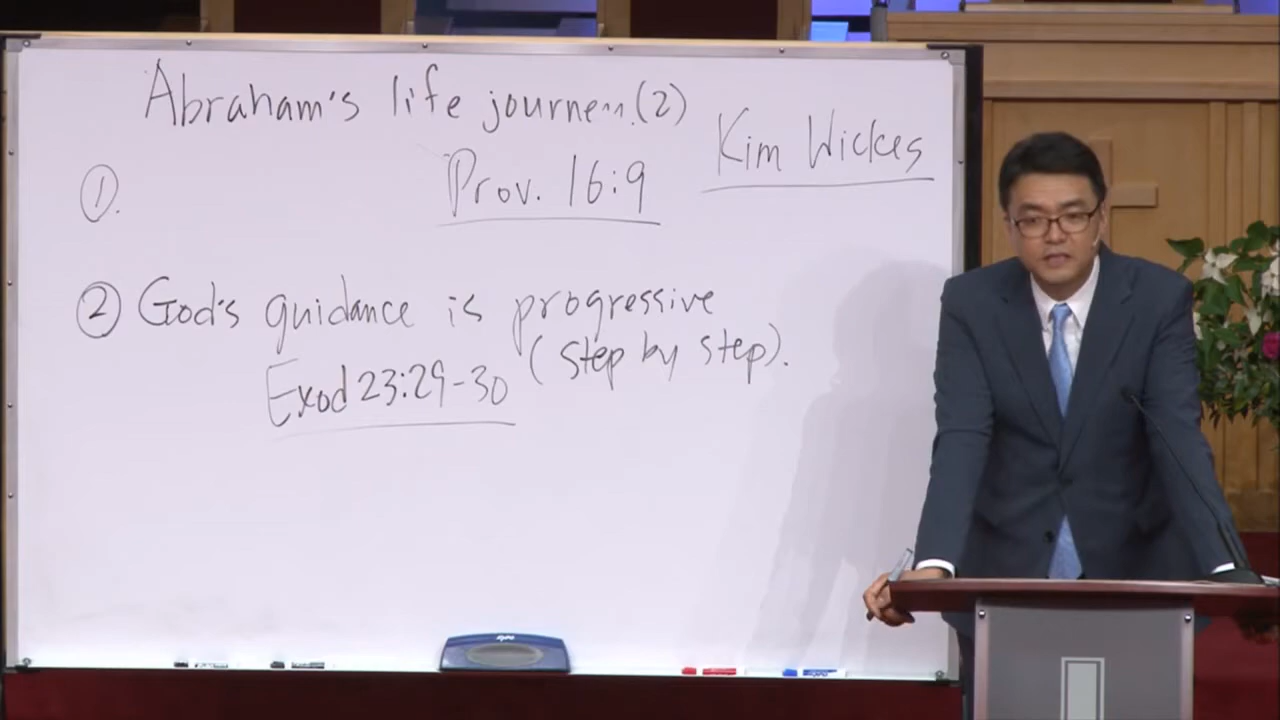 Abraham's life journey.(2)
Kim Wickes
①. Prov. 16:9
② God's guidance is progressive
(step by step).
Exod 23:29-30